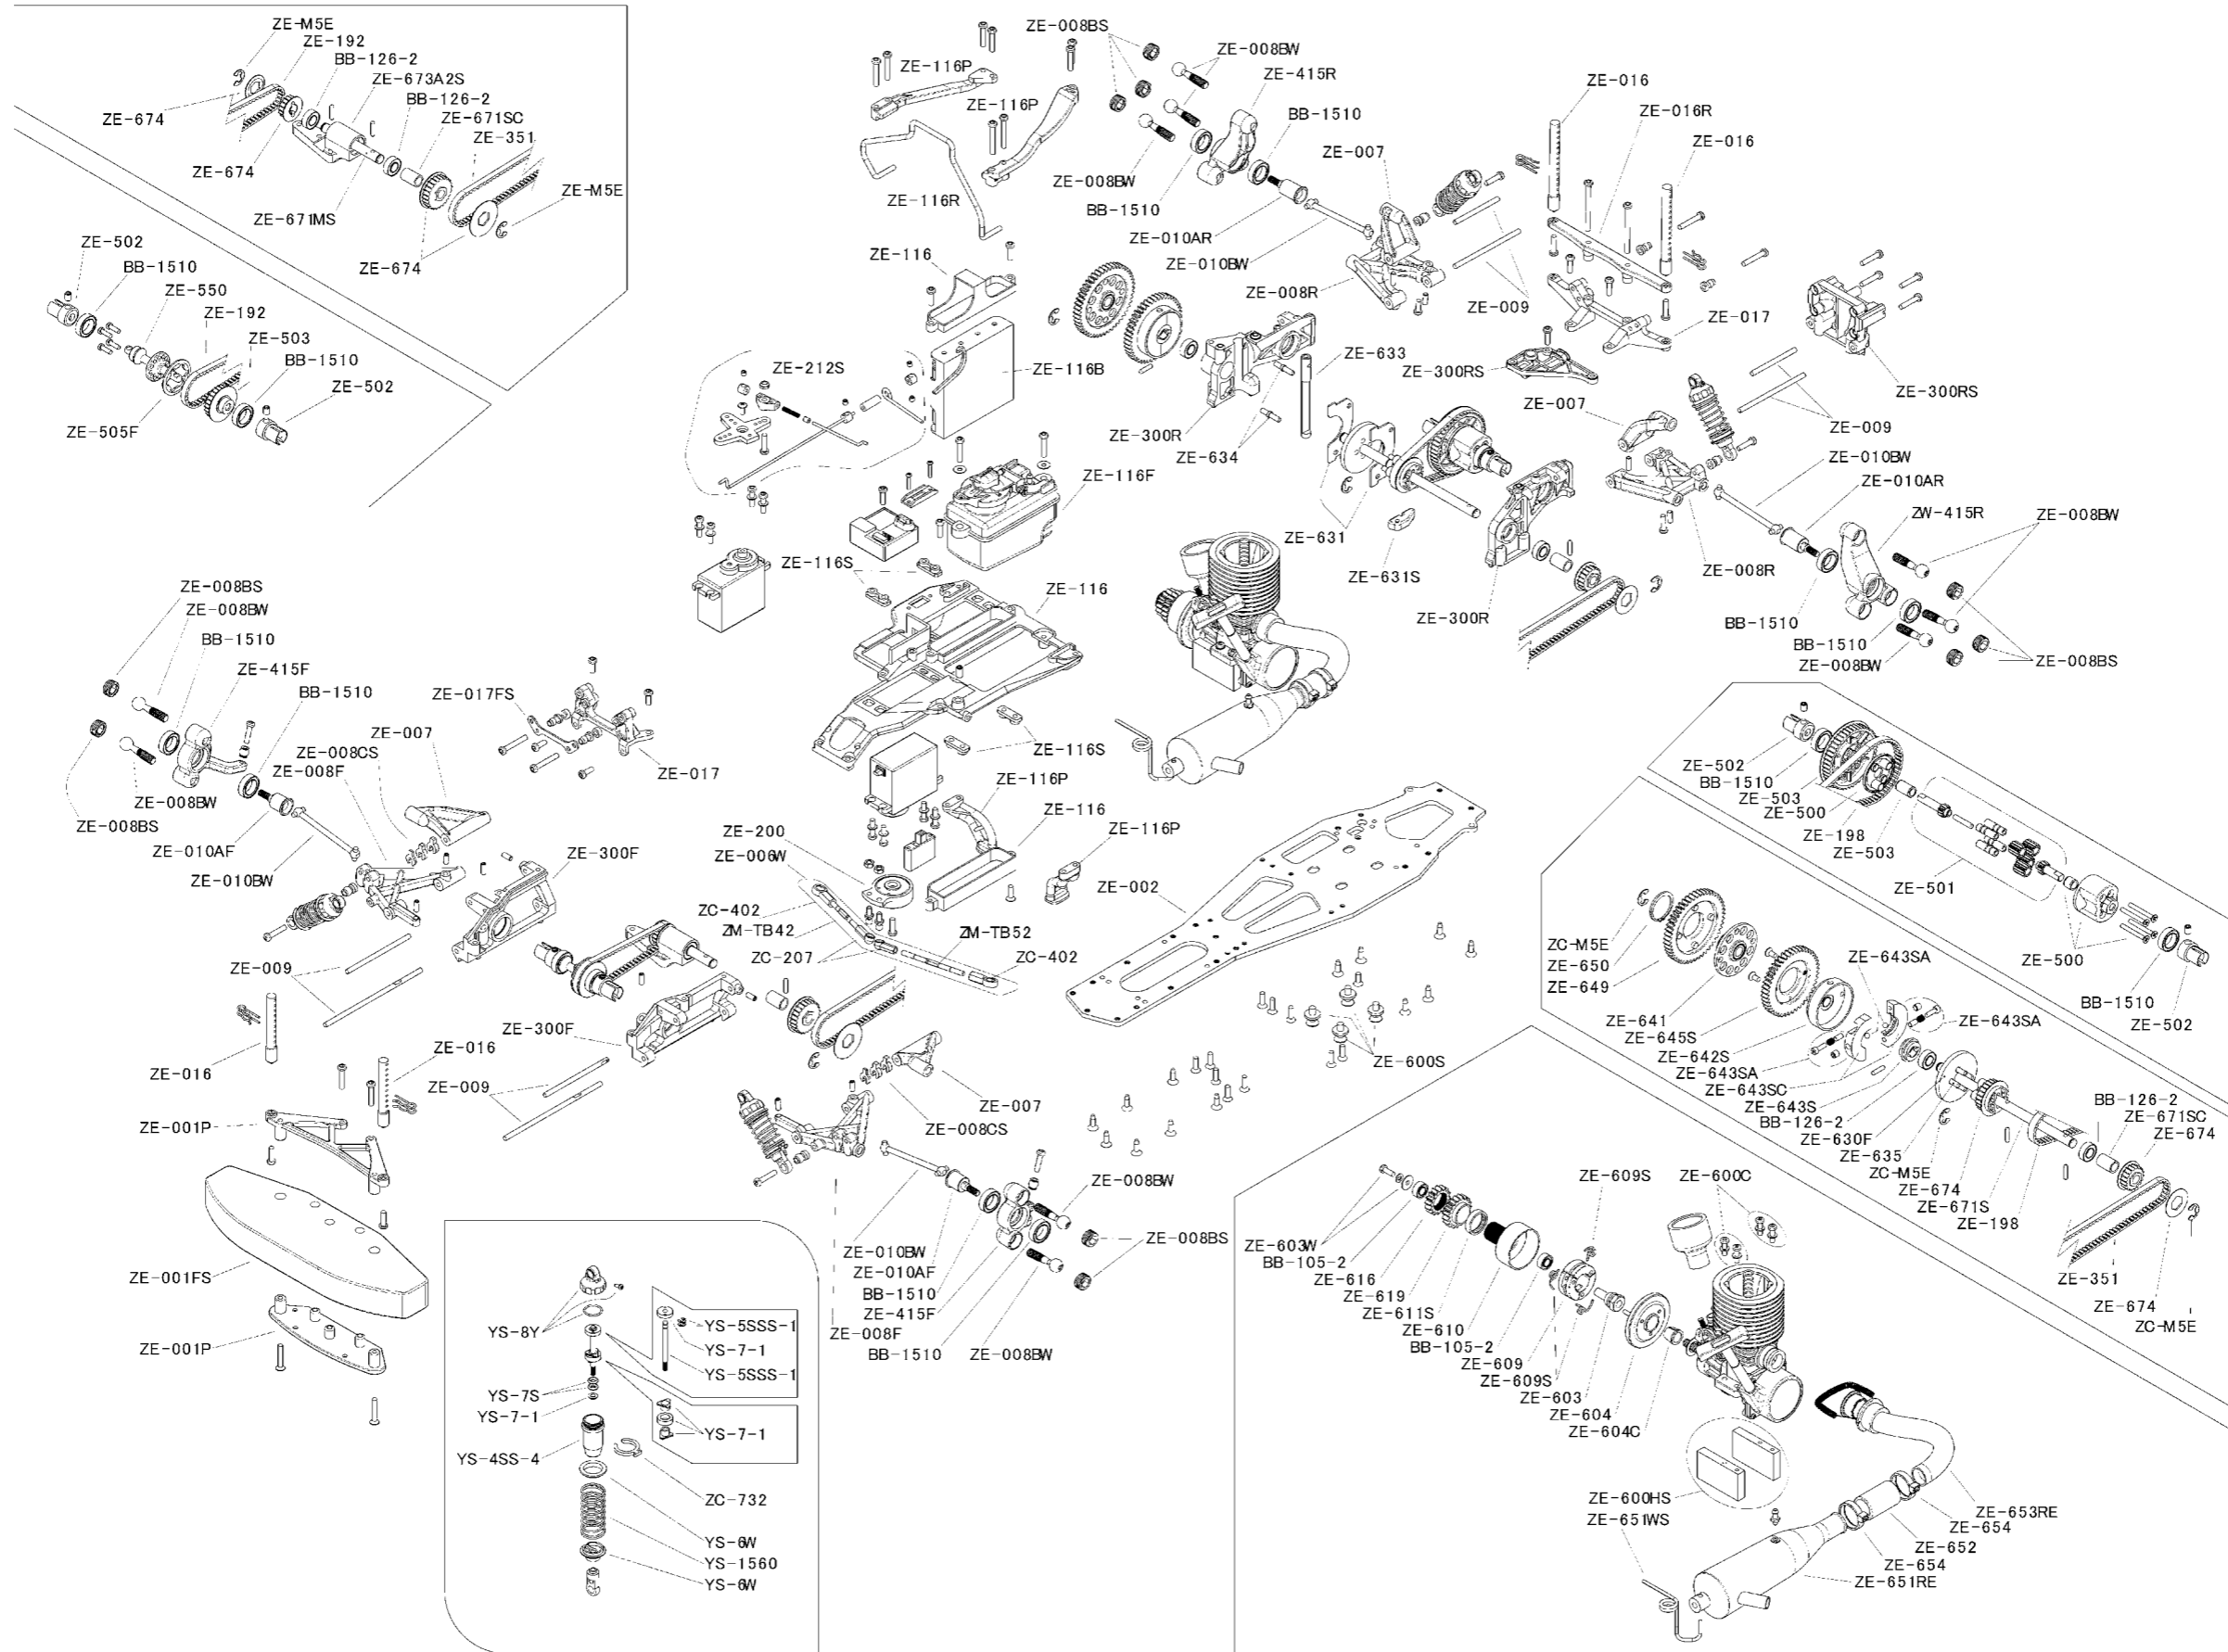 ZE-M5E
ZE-192
BB-126-2
ZE-673A2S
BB-126-2
ZE-671SC
ZE-351
ZE-674
ZE-674
ZE-671MS
ZE-M5E
ZE-674
ZE-502
BB-1510
ZE-550
ZE-192
ZE-503
BB-1510
ZE-502
ZE-505F
ZE-116P
ZE-116P
ZE-116R
ZE-116
ZE-212S
ZE-116B
ZE-116F
ZE-116S
ZE-116
ZE-116S
ZE-116P
ZE-116
ZE-116P
ZE-008BS
ZE-008BW
ZE-415R
BB-1510
ZE-007
ZE-008BW
BB-1510
ZE-010AR
ZE-010BW
ZE-008R
ZE-009
ZE-016
ZE-016R
ZE-016
ZE-017
ZE-300RS
ZE-300RS
ZE-633
ZE-300R
ZE-634
ZE-631
ZE-631S
ZE-300R
ZE-007
ZE-009
ZE-010BW
ZE-010AR
ZW-415R
ZE-008BW
ZE-008R
BB-1510
BB-1510
ZE-008BW
ZE-008BS
ZE-008BS
ZE-008BW
BB-1510
ZE-415F
BB-1510
ZE-007
ZE-008CS
ZE-008F
ZE-008BW
ZE-008BS
ZE-010AF
ZE-010BW
ZE-017FS
ZE-017
ZE-300F
ZE-009
ZE-016
ZE-300F
ZE-016
ZE-009
ZE-001P
ZE-001FS
ZE-001P
ZE-200
ZE-006W
ZC-402
ZM-TB42
ZC-207
ZM-TB52
ZC-402
ZE-002
ZE-600S
ZE-007
ZE-008CS
ZE-008BW
ZE-008BS
ZE-010BW
ZE-010AF
BB-1510
ZE-415F
ZE-008F
BB-1510
ZE-008BW
YS-8Y
YS-5SSS-1
YS-7-1
YS-5SSS-1
YS-7S
YS-7-1
YS-7-1
YS-4SS-4
ZC-732
YS-6W
YS-1560
YS-6W
ZE-502
BB-1510
ZE-503
ZE-500
ZE-198
ZE-503
ZE-501
ZE-500
BB-1510
ZE-502
ZC-M5E
ZE-650
ZE-649
ZE-641
ZE-645S
ZE-642S
ZE-643SA
ZE-643SC
ZE-643S
BB-126-2
ZE-630F
ZE-635
ZC-M5E
ZE-674
ZE-671S
ZE-198
ZE-643SA
ZE-643SA
BB-126-2
ZE-671SC
ZE-674
ZE-351
ZE-674
ZC-M5E
ZE-609S
ZE-600C
ZE-603W
BB-105-2
ZE-616
ZE-619
ZE-611S
ZE-610
BB-105-2
ZE-609
ZE-609S
ZE-603
ZE-604
ZE-604C
ZE-600HS
ZE-651WS
ZE-653RE
ZE-654
ZE-652
ZE-654
ZE-651RE